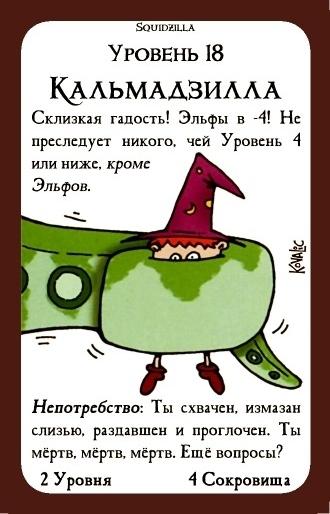 Squidzilla
Уровень 18
Кальмадзилла
Склизкая гадость! Эльфы в -4! Не
преследует никого, чей Уровень 4
или ниже, кроме
Эльфов.
Kovalic
Непотребство: Ты схвачен, измазан
слизью, раздавшен и проглочен. Ты
мёртв, мёртв, мёртв. Ещё вопросы?
2 Уровня 4 Сокровища